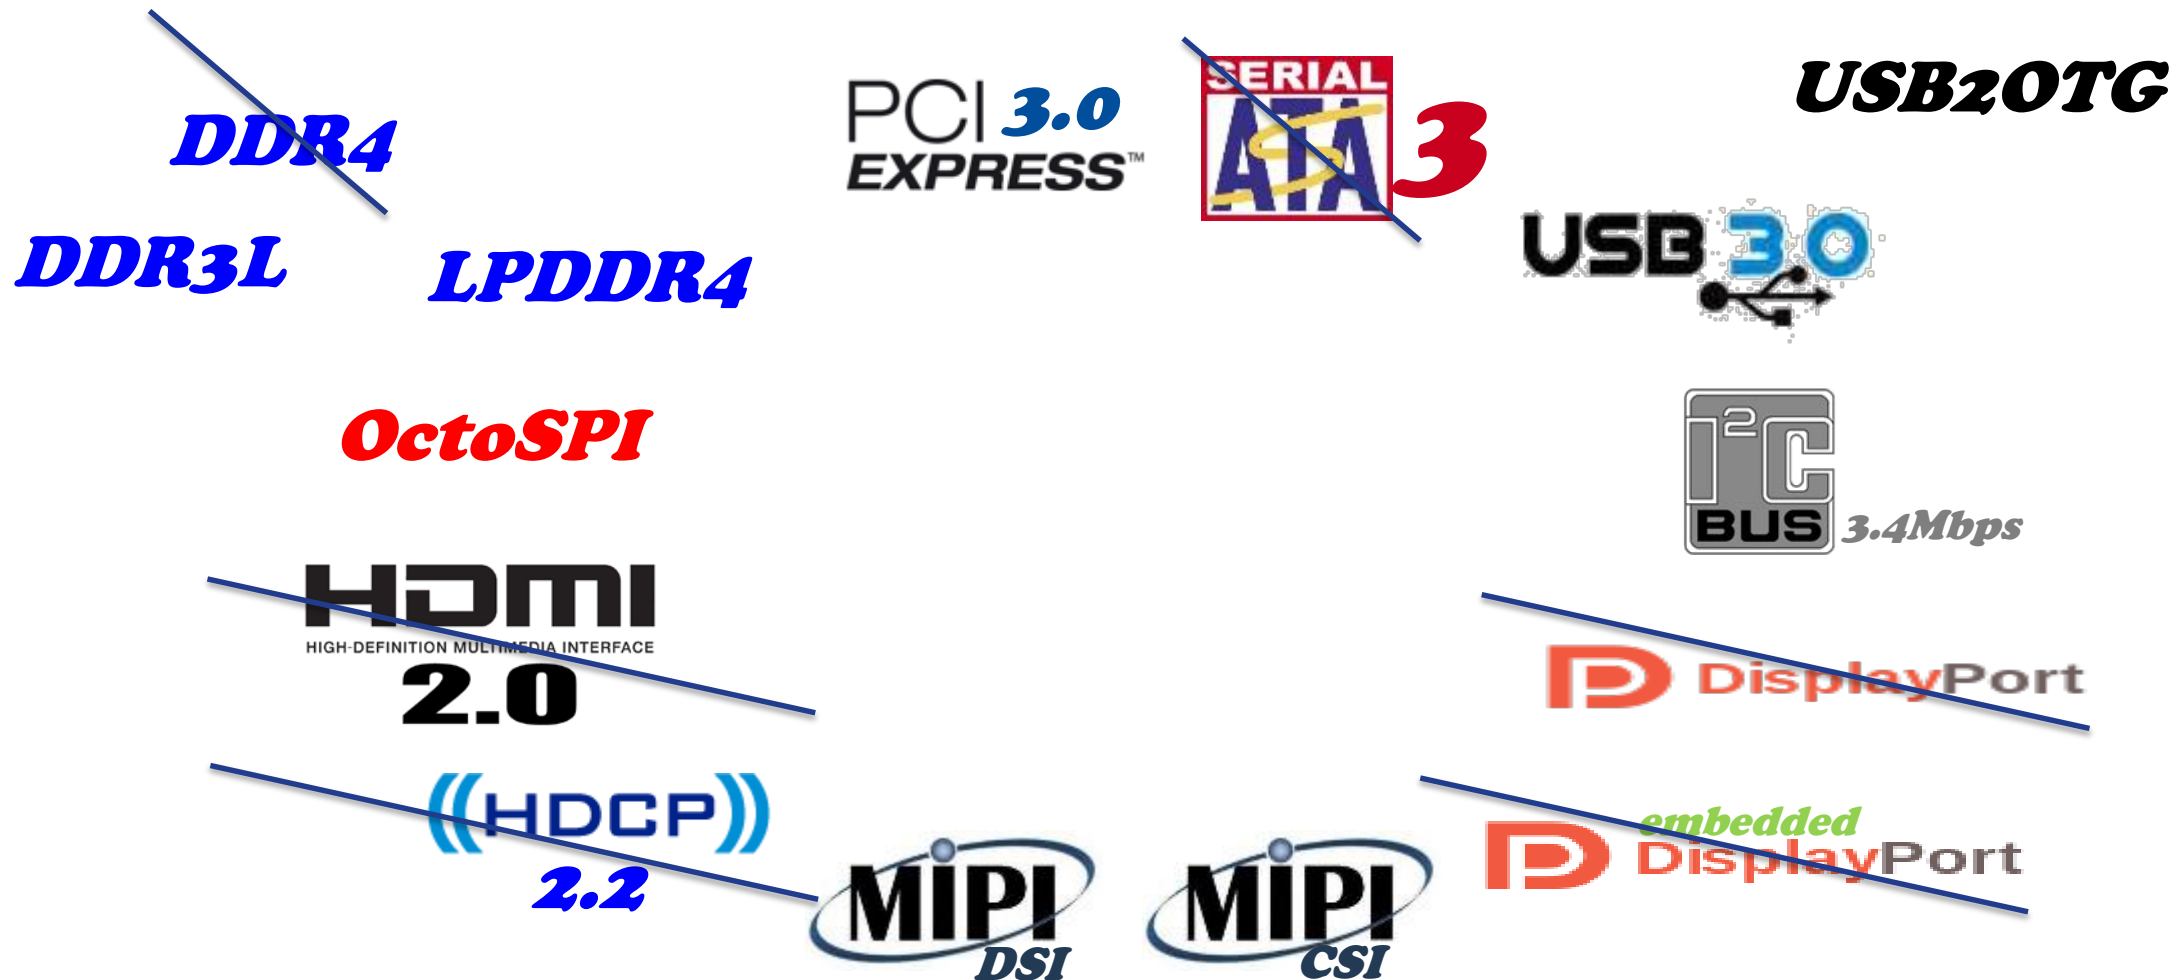 DDR4
DDR3L
LPDDR4
PCI 3.0
EXPRESS™
SERIAL
ATA 3
USB2OTG
USB 3.0
OctoSPI
I²C
BUS 3.4Mbps
HDMI
HIGH-DEFINITION MULTIMEDIA INTERFACE
2.0
DisplayPort
HDCP
2.2
MIPI
DSI
MIPI
CSI
embedded
DisplayPort